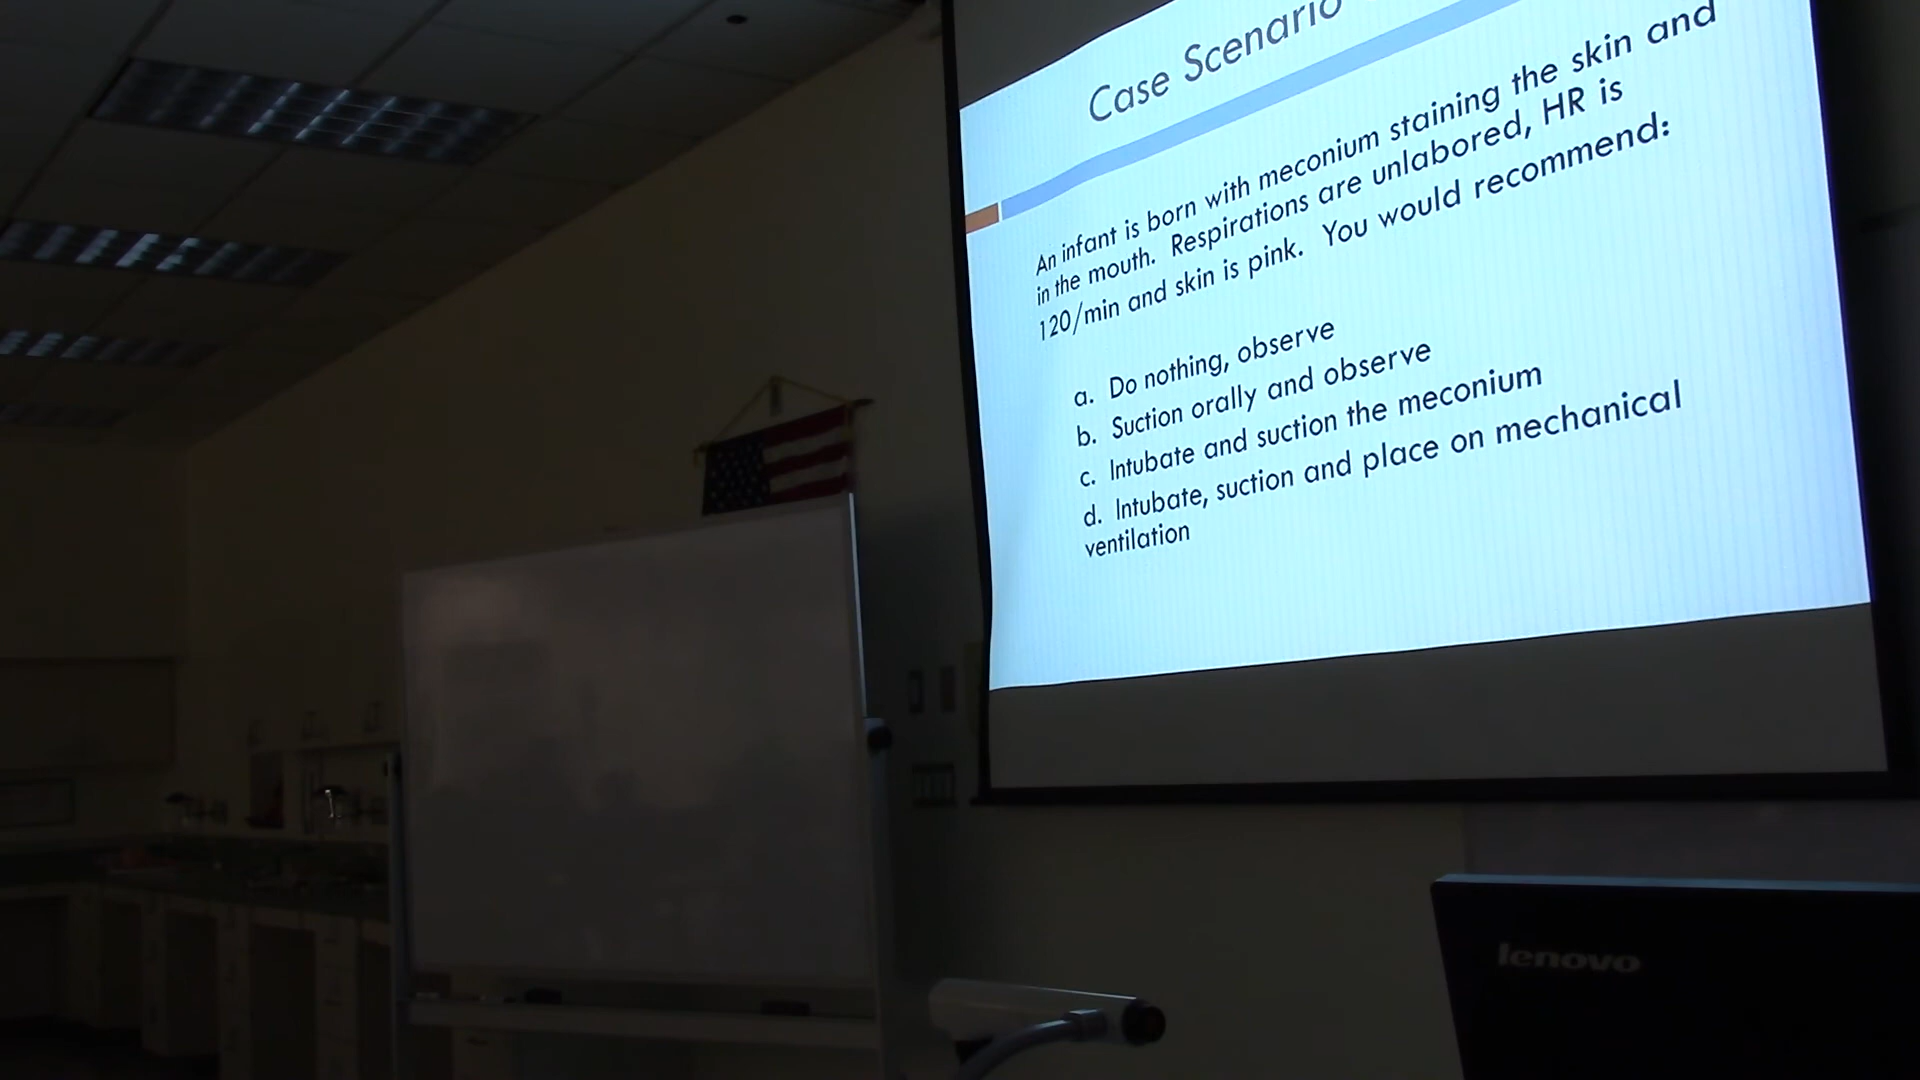 Case Scenario
An infant is born with meconium staining the skin and
in the mouth. Respirations are unlabored, HR is
120/min and skin is pink. You would recommend:
a. Do nothing, observe
b. Suction orally and observe
c. Intubate and suction the meconium
d. Intubate, suction and place on mechanical
ventilation
lenovo